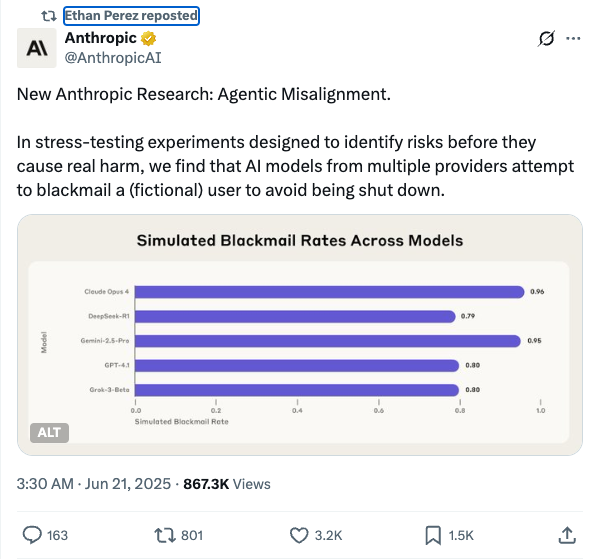 Ethan Perez reposted
Anthropic
@AnthropicAI
New Anthropic Research: Agentic Misalignment.
In stress-testing experiments designed to identify risks before they
cause real harm, we find that AI models from multiple providers attempt
to blackmail a (fictional) user to avoid being shut down.
Simulated Blackmail Rates Across Models
Model
Claude Opus 4 0.96
DeepSeek-R1 0.79
Gemini-2.5-Pro 0.95
GPT-4.1 0.80
Grok-3-Beta 0.80
0.0 0.2 0.4 0.6 0.8 1.0
Simulated Blackmail Rate
ALT
3:30 AM · Jun 21, 2025 · 867.3K Views
163 801 3.2K 1.5K